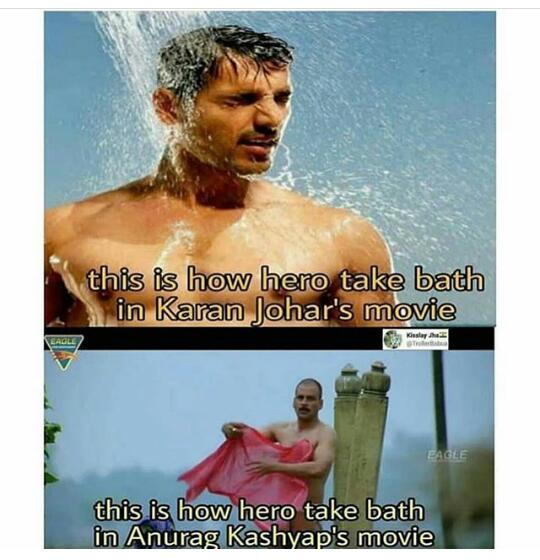 this is how hero take bath
in Karan Johar's movie
EAGLE
Kisslay Jha
@TrollerBabua
EAGLE
this is how hero take bath
in Anurag Kashyap's movie